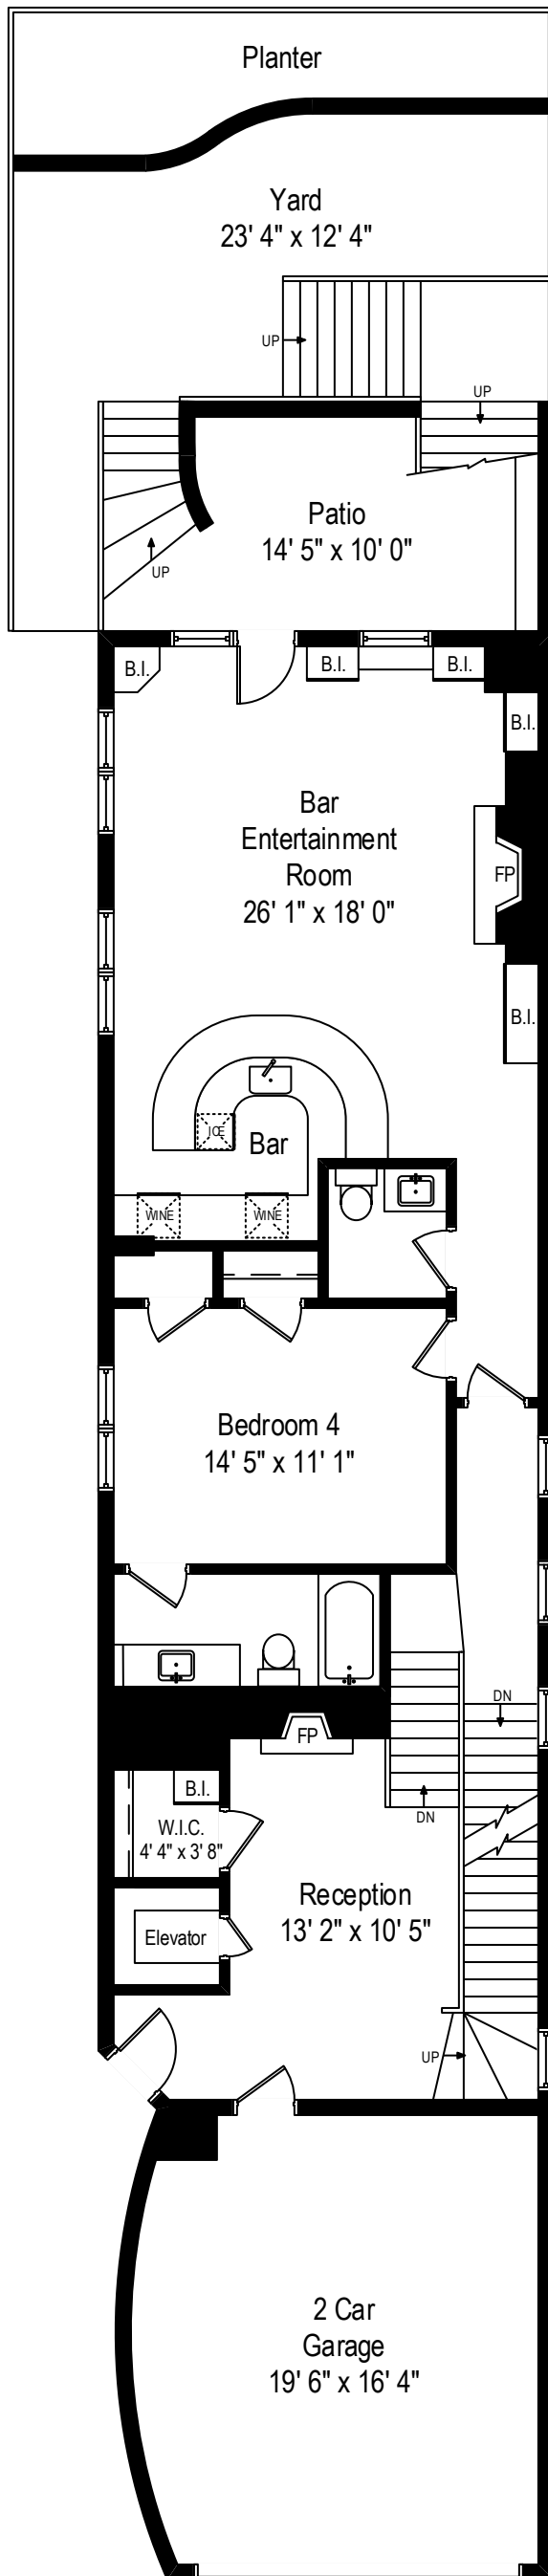 Planter
Yard
23' 4" x 12' 4"
UP
UP
Patio
14' 5" x 10' 0"
UP
B.I.
B.I.
B.I.
B.I.
Bar
Entertainment
Room
26' 1" x 18' 0"
FP
B.I.
ICE
Bar
WINE
WINE
Bedroom 4
14' 5" x 11' 1"
DN
FP
B.I.
DN
W.I.C.
4' 4" x 3' 8"
Reception
13' 2" x 10' 5"
Elevator
UP
2 Car
Garage
19' 6" x 16' 4"